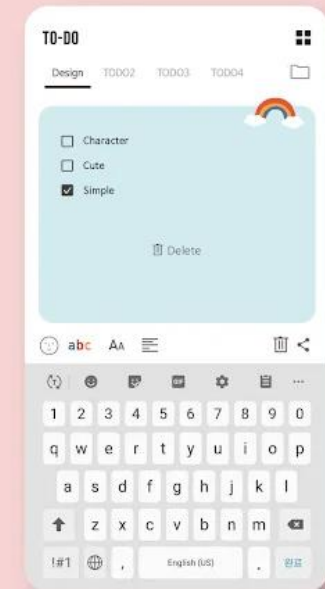 TO-DO
Design TODO2 TODO3 TODO4
Character
Cute
Simple
Delete
abc AA
GIF
1 2 3 4 5 6 7 8 9 0
q w e r t y u i o p
a s d f g h j k l
z x c v b n m
!#1 , English (US) . 완료